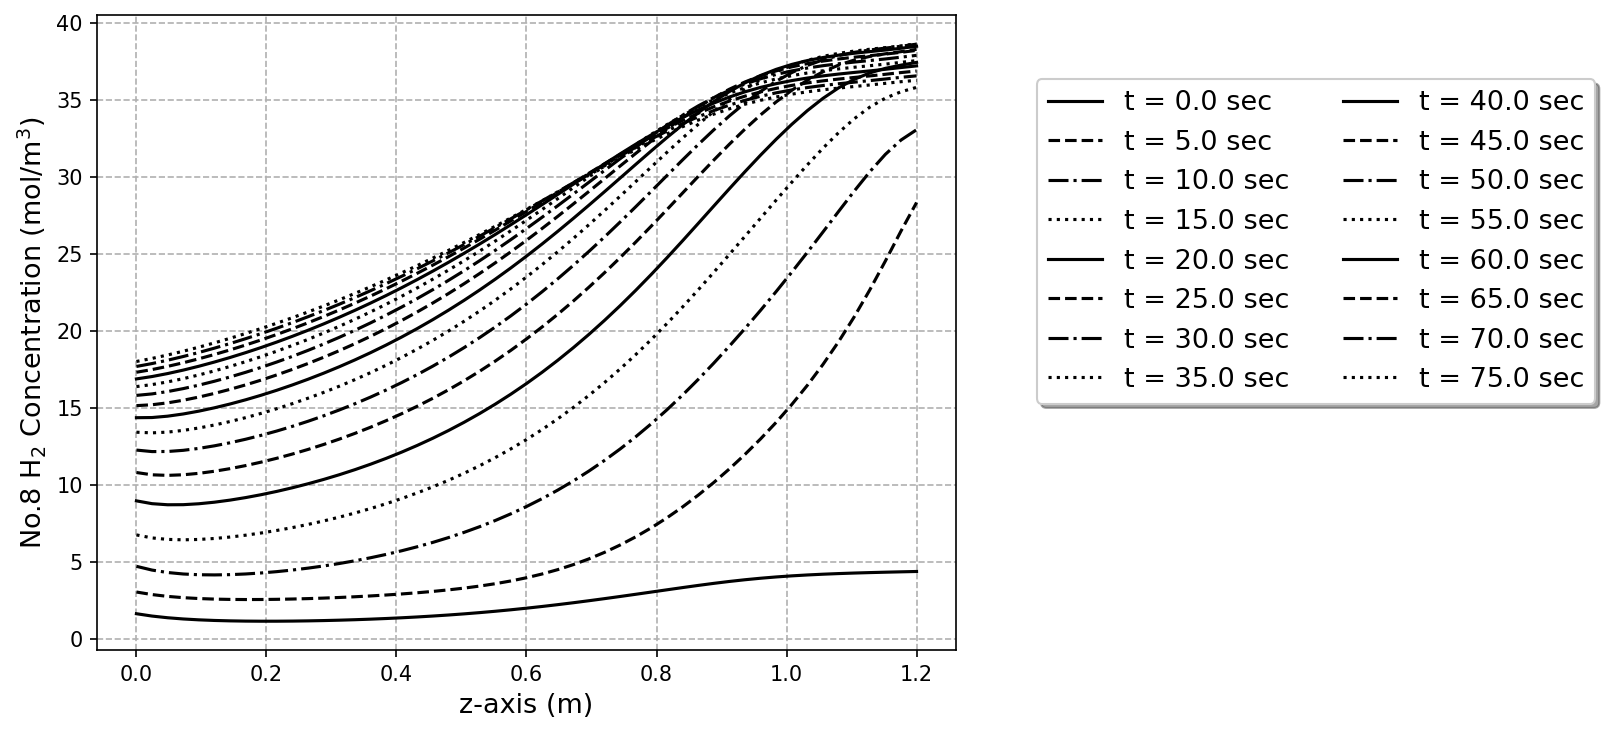 No.8 H₂ Concentration (mol/m³)
40
35
30
25
20
15
10
5
0
0.0 0.2 0.4 0.6 0.8 1.0 1.2
z-axis (m)
t = 0.0 sec
t = 5.0 sec
t = 10.0 sec
t = 15.0 sec
t = 20.0 sec
t = 25.0 sec
t = 30.0 sec
t = 35.0 sec
t = 40.0 sec
t = 45.0 sec
t = 50.0 sec
t = 55.0 sec
t = 60.0 sec
t = 65.0 sec
t = 70.0 sec
t = 75.0 sec